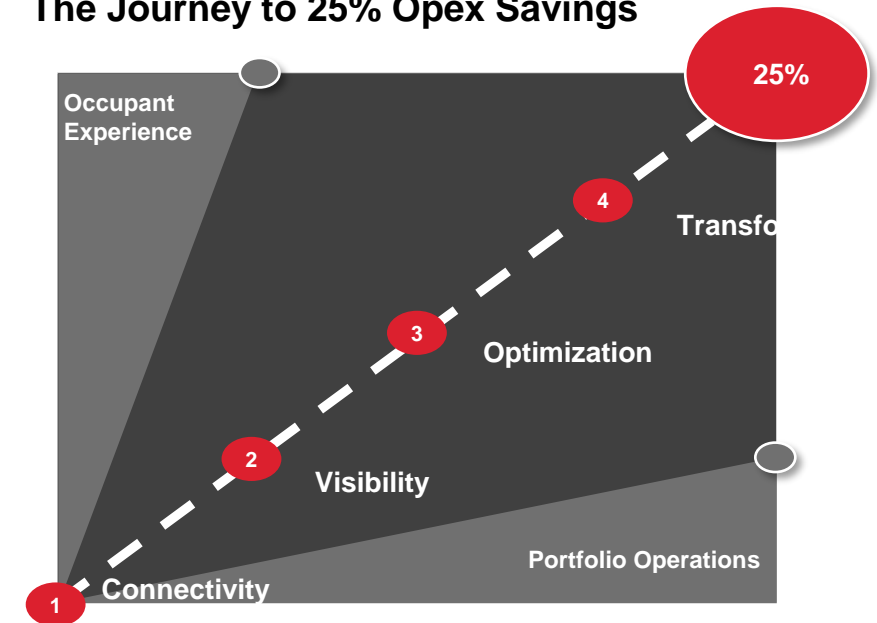 The Journey to 25% Opex Savings
25%
Occupant
Experience
4
Transfo
3
Optimization
2
Visibility
Portfolio Operations
Connectivity
1